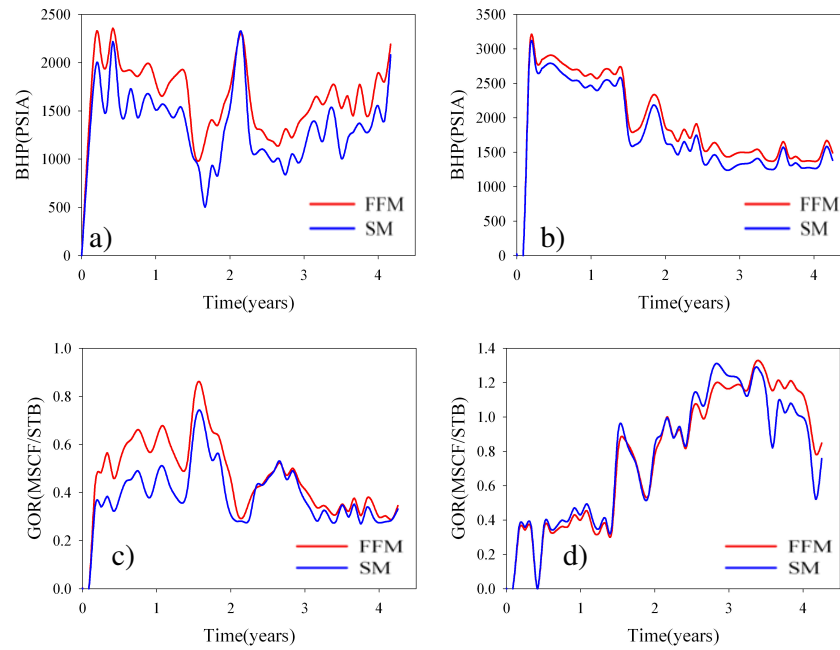 2500
2000
1500
1000
500
0
BHP(PSIA)
a)
FFM
SM
0 1 2 3 4
Time(years)
3500
3000
2500
2000
1500
1000
500
0
BHP(PSIA)
b)
FFM
SM
0 1 2 3 4
Time(years)
1.0
0.8
0.6
0.4
0.2
0.0
GOR(MSCF/STB)
c)
FFM
SM
0 1 2 3 4
Time(years)
1.4
1.2
1.0
0.8
0.6
0.4
0.2
0.0
GOR(MSCF/STB)
d)
FFM
SM
0 1 2 3 4
Time(years)